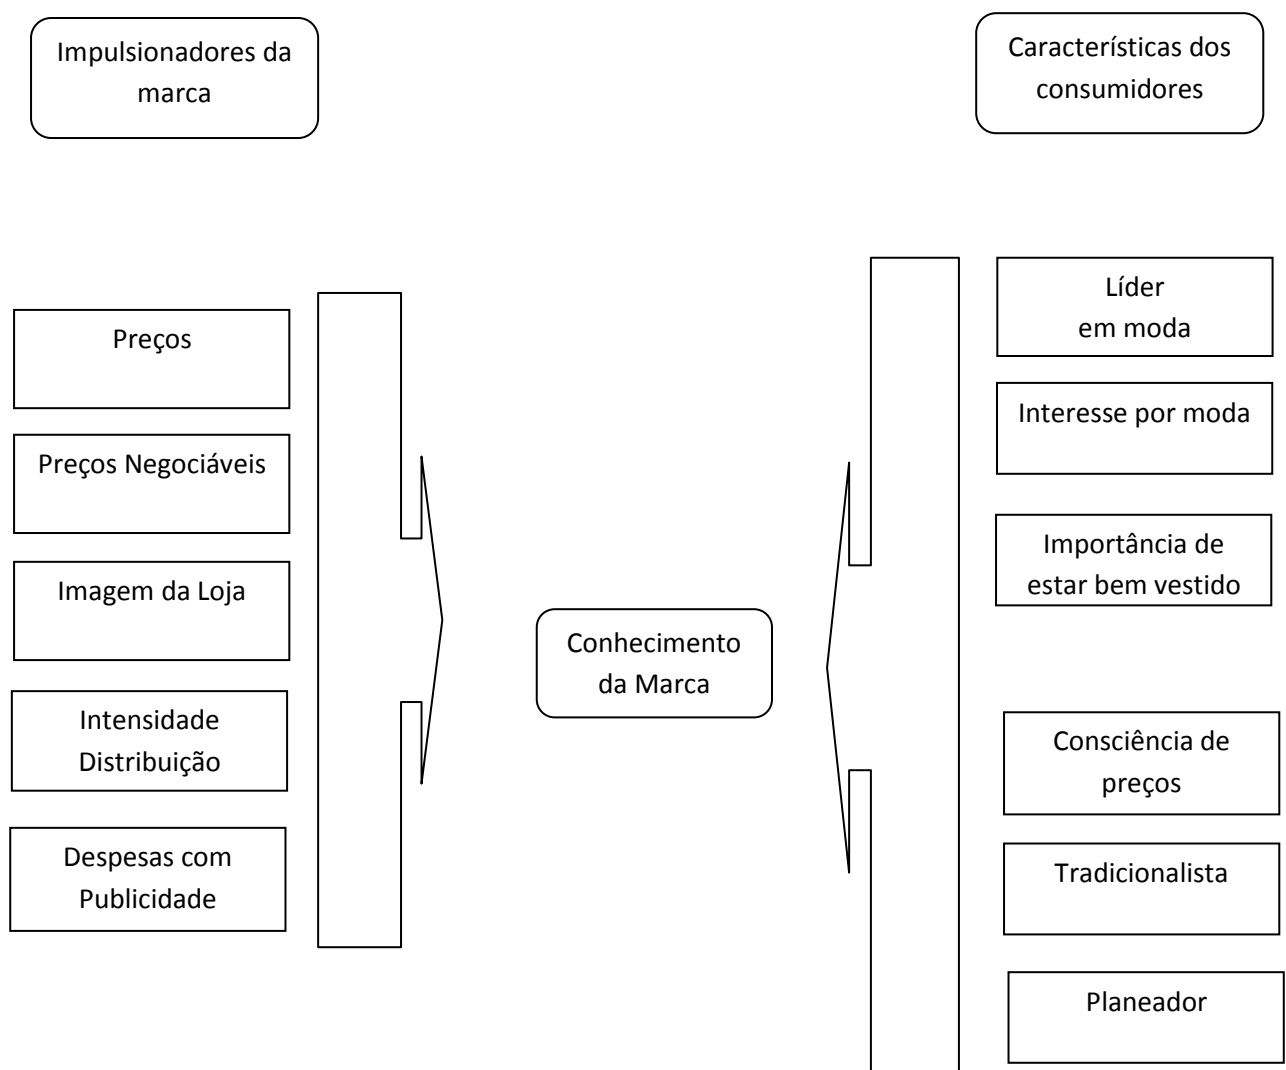 Impulsionadores da
marca
Características dos
consumidores
Preços
Preços Negociáveis
Imagem da Loja
Intensidade
Distribuição
Despesas com
Publicidade
Conhecimento
da Marca
Líder
em moda
Interesse por moda
Importância de
estar bem vestido
Consciência de
preços
Tradicionalista
Planeador